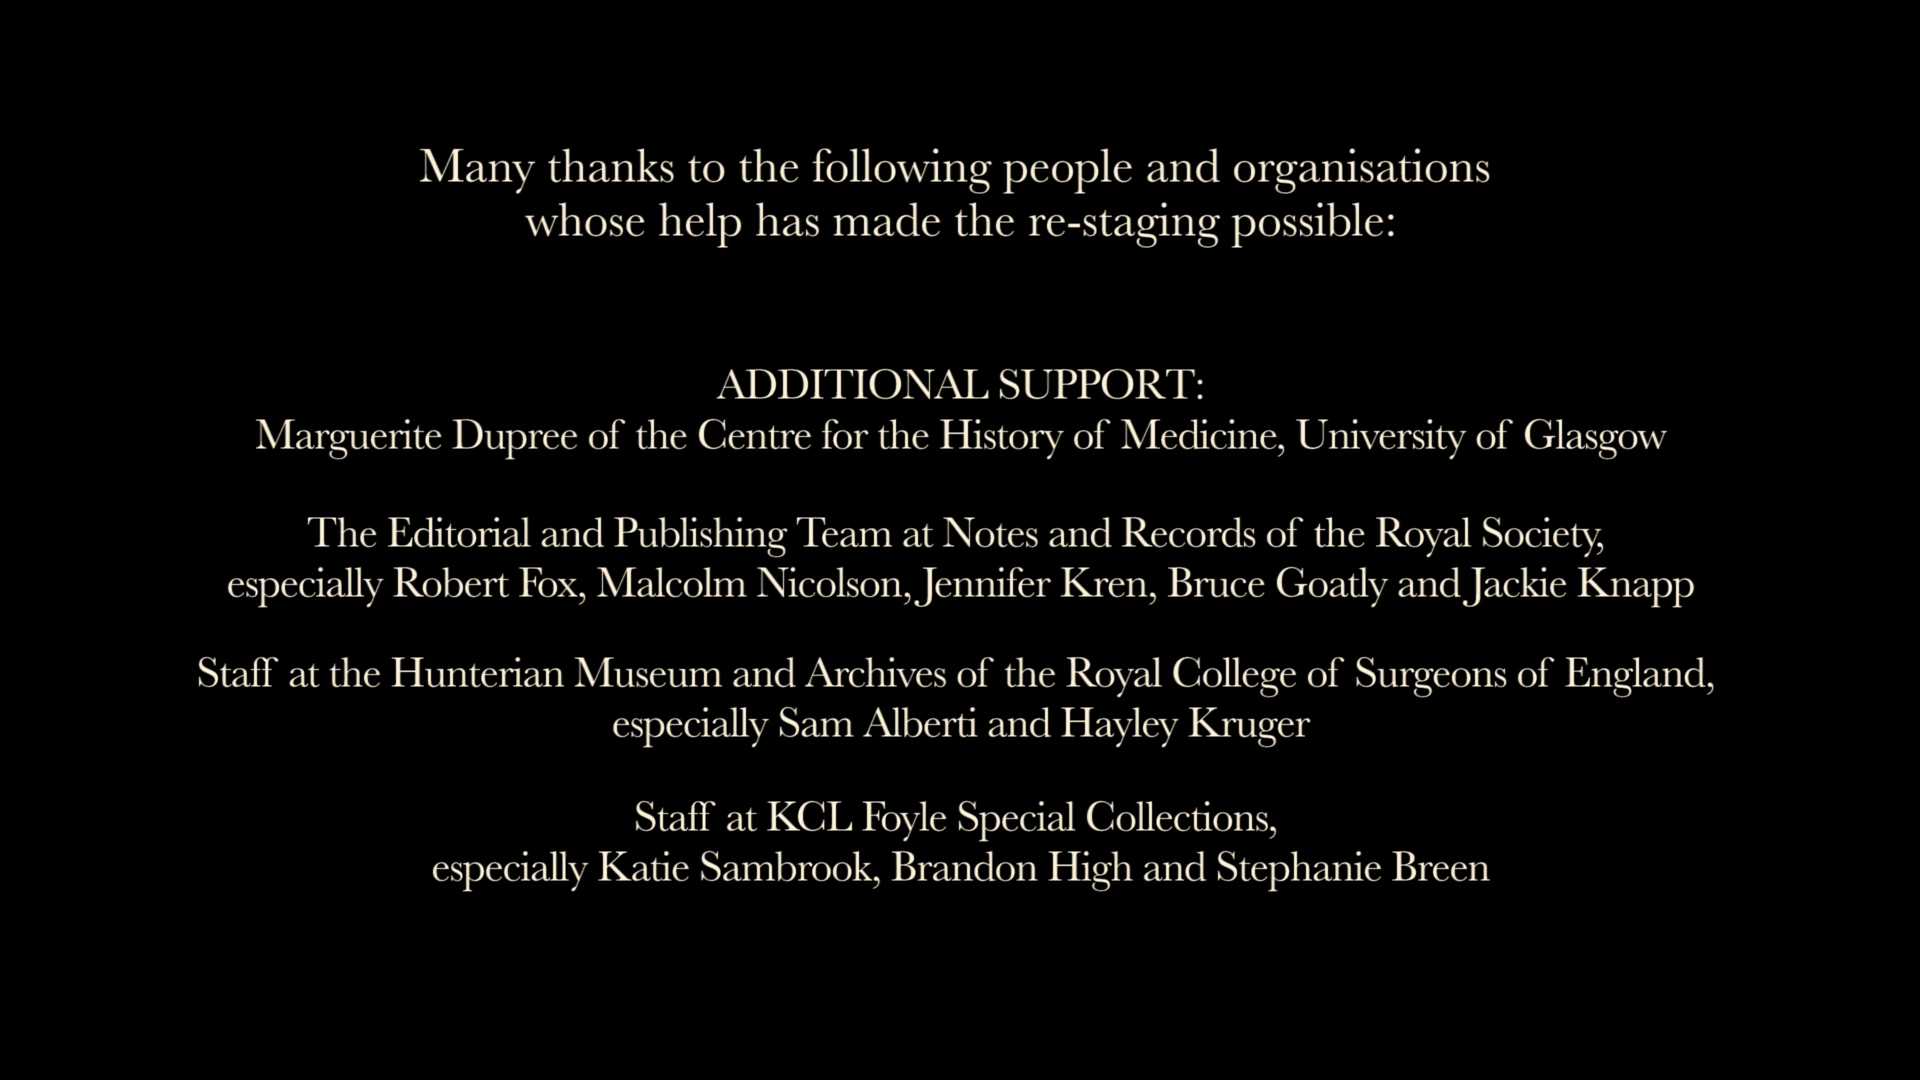 Many thanks to the following people and organisations
whose help has made the re-staging possible:
ADDITIONAL SUPPORT:
Marguerite Dupree of the Centre for the History of Medicine, University of Glasgow
The Editorial and Publishing Team at Notes and Records of the Royal Society,
especially Robert Fox, Malcolm Nicolson, Jennifer Kren, Bruce Goatly and Jackie Knapp
Staff at the Hunterian Museum and Archives of the Royal College of Surgeons of England,
especially Sam Alberti and Hayley Kruger
Staff at KCL Foyle Special Collections,
especially Katie Sambrook, Brandon High and Stephanie Breen